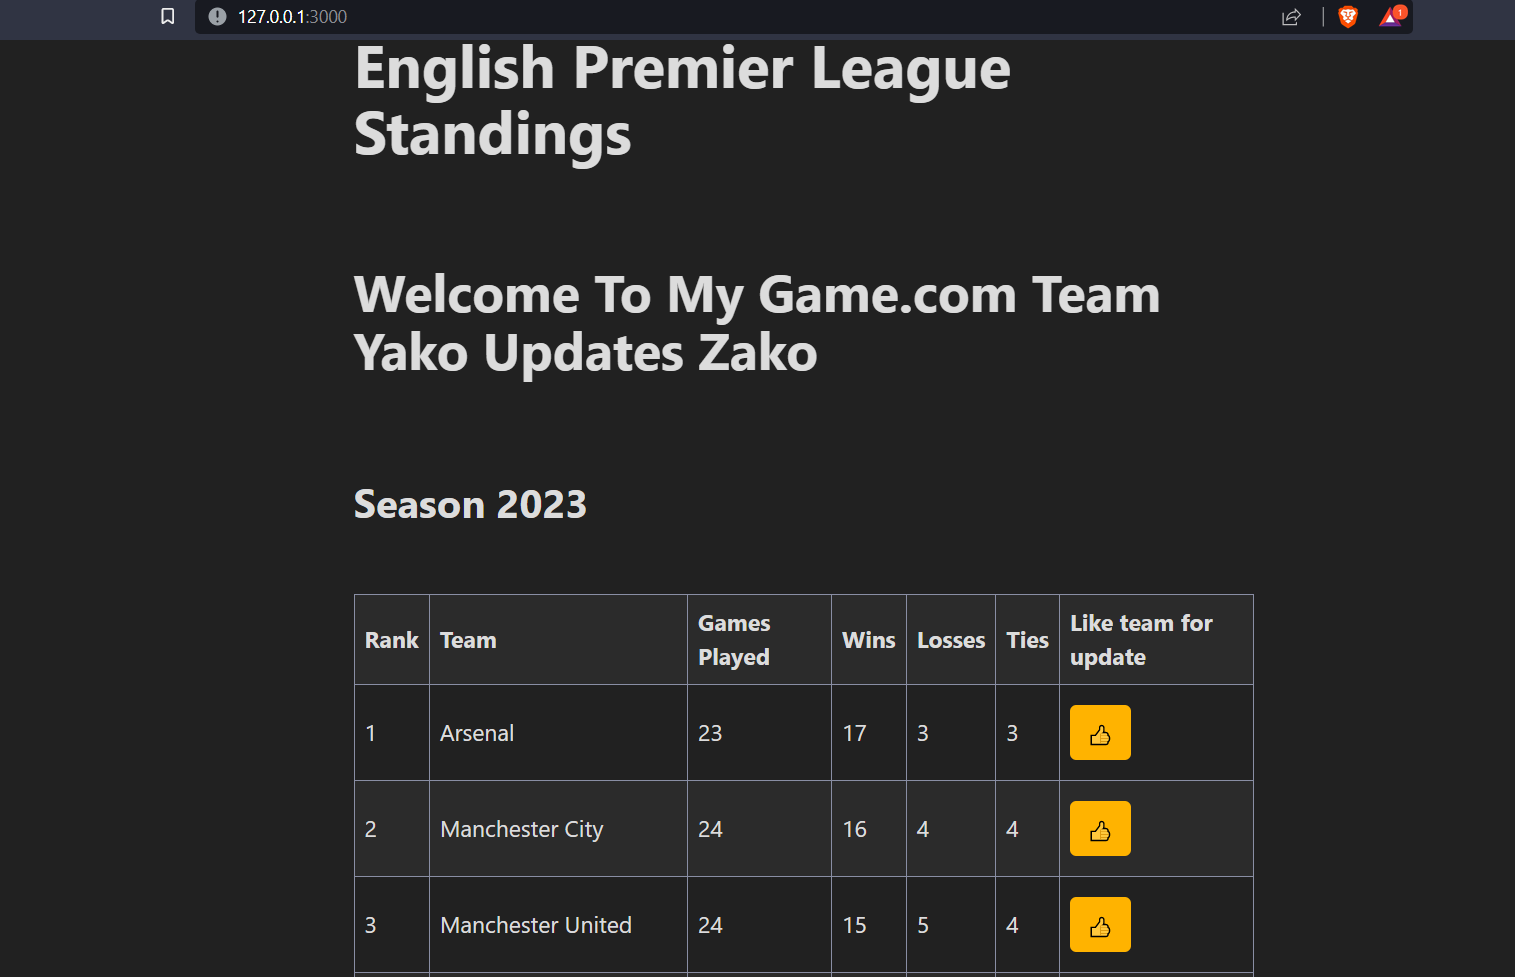 127.0.0.1:3000
1
English Premier League
Standings
Welcome To My Game.com Team
Yako Updates Zako
Season 2023
Rank Team Games Played Wins Losses Ties Like team for update
1 Arsenal 23 17 3 3
2 Manchester City 24 16 4 4
3 Manchester United 24 15 5 4